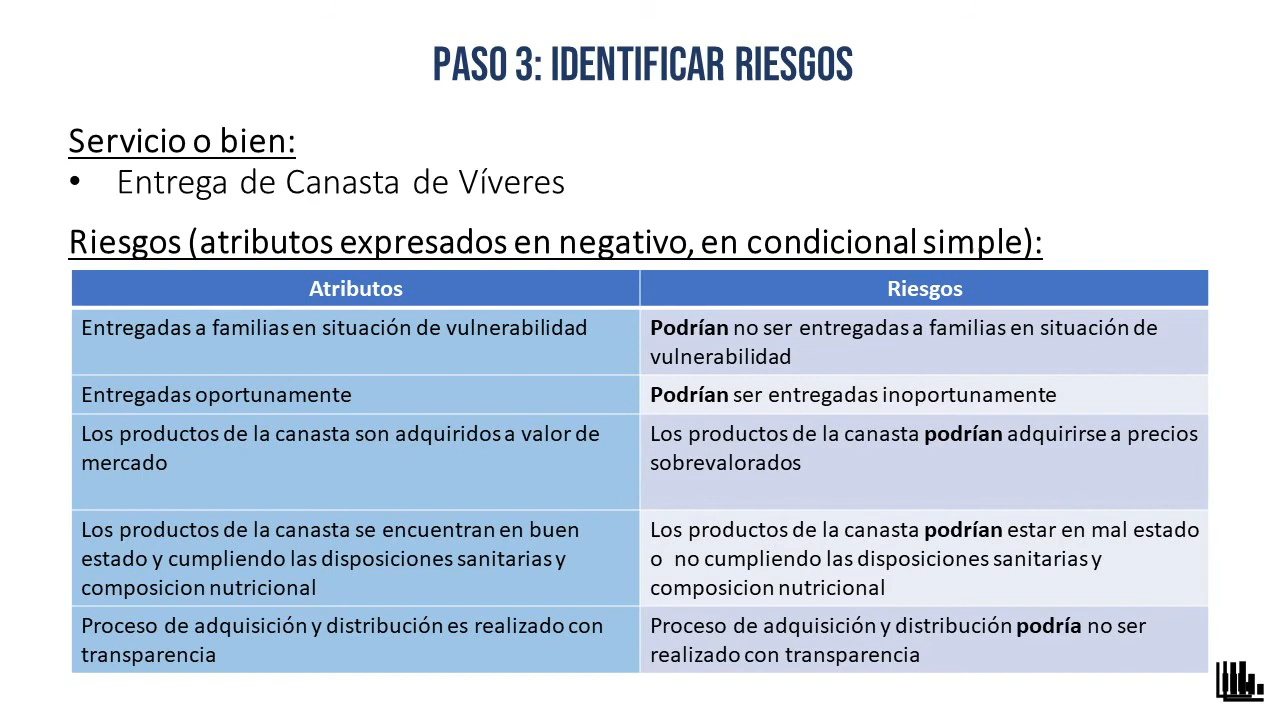 PASO 3: IDENTIFICAR RIESGOS
Servicio o bien:
• Entrega de Canasta de Víveres
Riesgos (atributos expresados en negativo, en condicional simple):
Atributos
Riesgos
Entregadas a familias en situación de vulnerabilidad
Podrían no ser entregadas a familias en situación de
vulnerabilidad
Entregadas oportunamente
Podrían ser entregadas inoportunamente
Los productos de la canasta son adquiridos a valor de
mercado
Los productos de la canasta podrían adquirirse a precios
sobrevalorados
Los productos de la canasta se encuentran en buen
estado y cumpliendo las disposiciones sanitarias y
composicion nutricional
Los productos de la canasta podrían estar en mal estado
o no cumpliendo las disposiciones sanitarias y
composicion nutricional
Proceso de adquisición y distribución es realizado con
transparencia
Proceso de adquisición y distribución podría no ser
realizado con transparencia